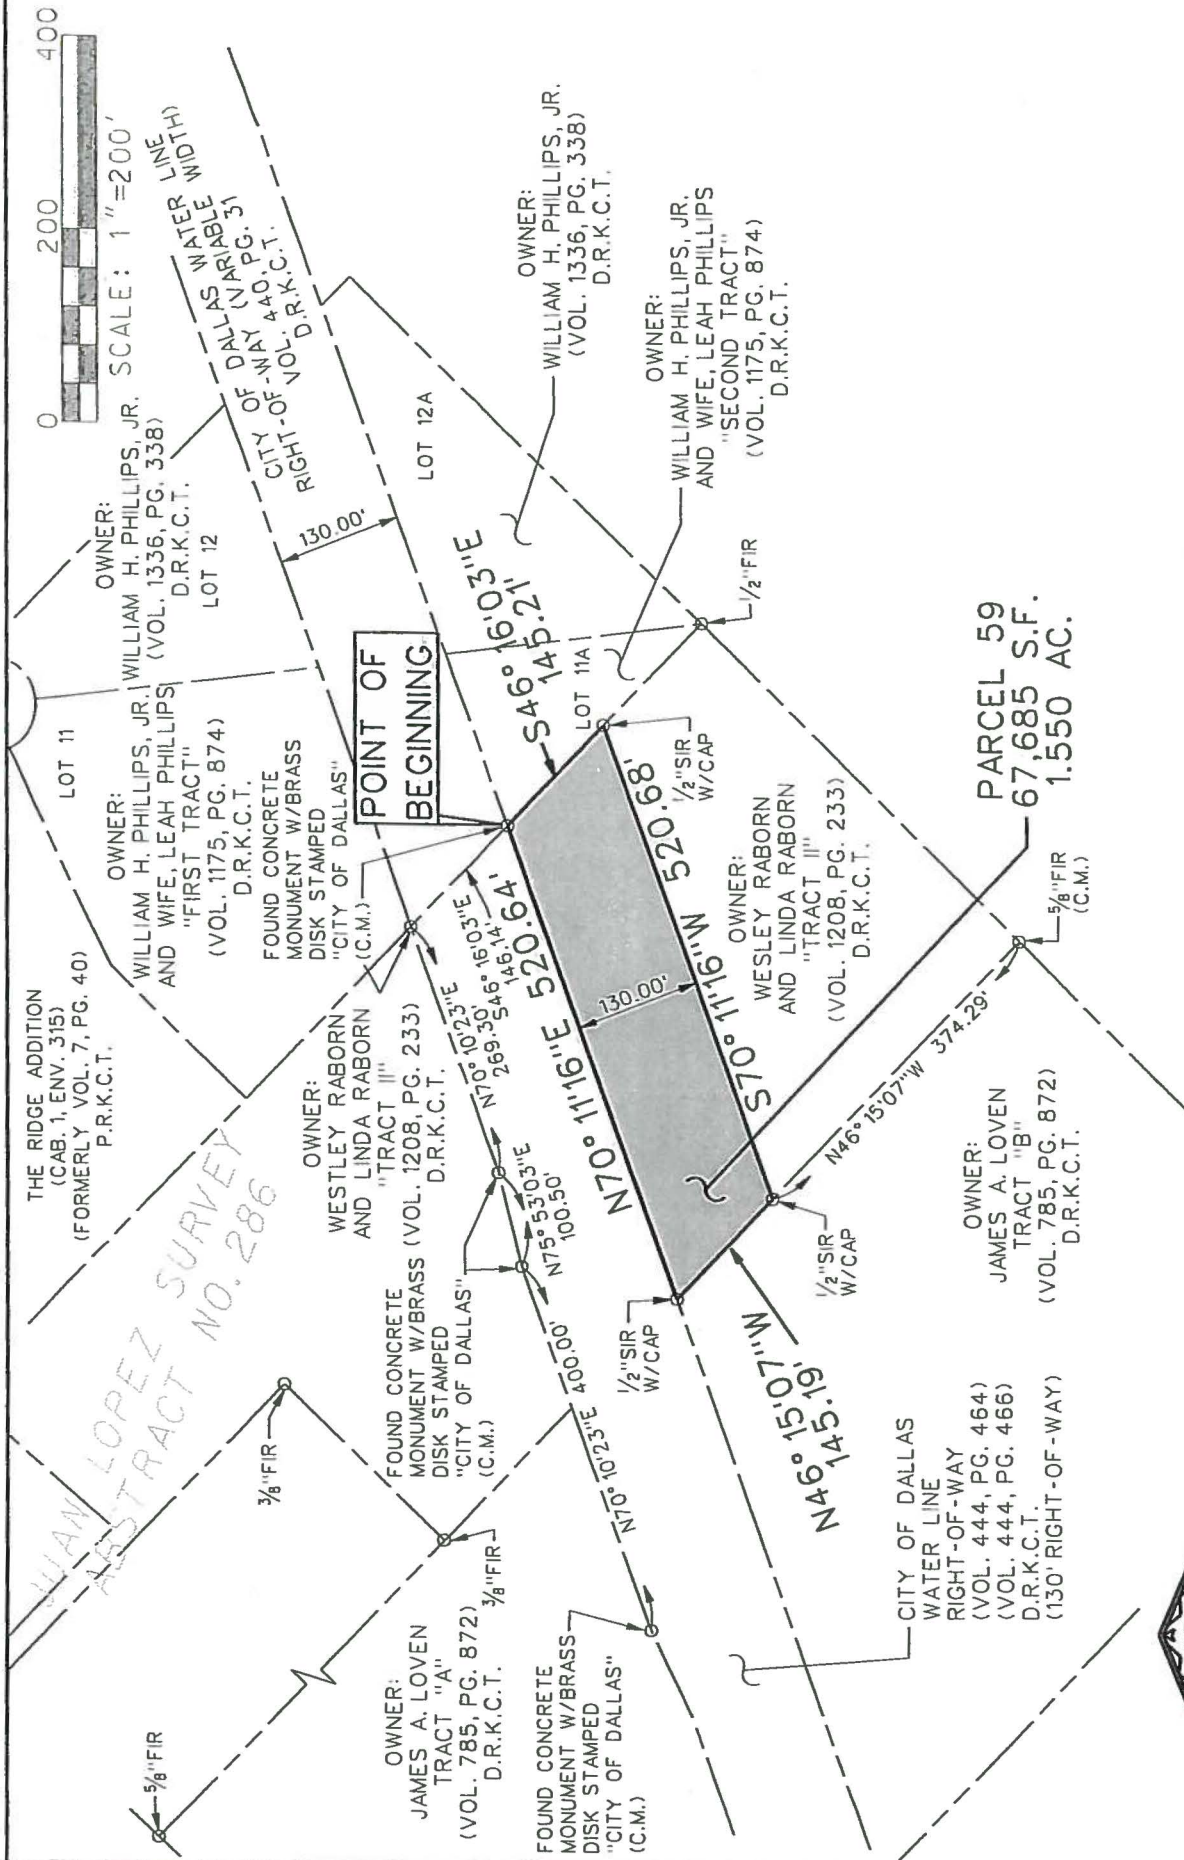 0 200 400
SCALE: 1"=200'
THE RIDGE ADDITION
(CAB. 1, ENV. 315)
(FORMERLY VOL. 7, PG. 40)
P.R.K.C.T.
JUAN LOPEZ SURVEY
ABSTRACT NO. 286
LOT 11
OWNER:
WILLIAM H. PHILLIPS, JR.
AND WIFE, LEAH PHILLIPS
"FIRST TRACT"
(VOL. 1175, PG. 874)
D.R.K.C.T.
OWNER:
WILLIAM H. PHILLIPS, JR.
(VOL. 1336, PG. 338)
D.R.K.C.T.
LOT 12
CITY OF DALLAS WATER LINE
RIGHT-OF-WAY (VARIABLE WIDTH)
VOL. 440, PG. 31
D.R.K.C.T.
130.00'
LOT 12A
FOUND CONCRETE
MONUMENT W/BRASS
DISK STAMPED
"CITY OF DALLAS"
(C.M.)
POINT OF
BEGINNING
OWNER:
WESTLEY RABORN
AND LINDA RABORN
"TRACT II"
(VOL. 1208, PG. 233)
D.R.K.C.T.
5/8"FIR
3/8"FIR
3/8"FIR
OWNER:
JAMES A. LOVEN
TRACT "A"
(VOL. 785, PG. 872)
D.R.K.C.T.
FOUND CONCRETE
MONUMENT W/BRASS
DISK STAMPED
"CITY OF DALLAS"
(C.M.)
FOUND CONCRETE
MONUMENT W/BRASS
DISK STAMPED
"CITY OF DALLAS"
(C.M.)
N70° 10'23"E 400.00'
N75° 53'03"E
100.50'
N70° 10'23"E
269.30'
S46° 16'03"E
146.14'
N70° 11'16"E 520.64'
S46° 16'03"E
145.21'
LOT 11A
OWNER:
WILLIAM H. PHILLIPS, JR.
(VOL. 1336, PG. 338)
D.R.K.C.T.
OWNER:
WILLIAM H. PHILLIPS, JR.
AND WIFE, LEAH PHILLIPS
"SECOND TRACT"
(VOL. 1175, PG. 874)
D.R.K.C.T.
1/2"FIR
1/2"SIR
W/CAP
130.00'
S70° 11'16"W 520.68'
1/2"SIR
W/CAP
1/2"SIR
W/CAP
N46° 15'07"W
145.19'
OWNER:
WESLEY RABORN
AND LINDA RABORN
"TRACT II"
(VOL. 1208, PG. 233)
D.R.K.C.T.
N46° 15'07"W 374.29'
5/8"FIR
(C.M.)
PARCEL 59
67,685 S.F.
1.550 AC.
OWNER:
JAMES A. LOVEN
TRACT "B"
(VOL. 785, PG. 872)
D.R.K.C.T.
CITY OF DALLAS
WATER LINE
RIGHT-OF-WAY
(VOL. 444, PG. 464)
(VOL. 444, PG. 466)
D.R.K.C.T.
(130' RIGHT-OF-WAY)